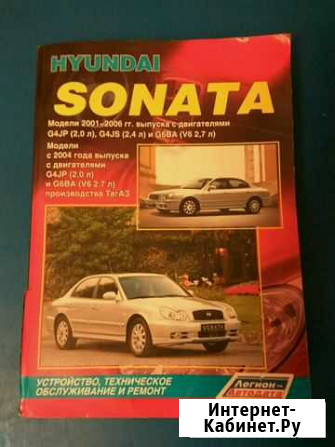 HYUNDAI
SONATA
Модели 2001-2006 гг. выпуска с двигателями
G4JP (2,0 л), G4JS (2,4 л) и G6BA (V6 2,7 л)
Модели
с 2004 года выпуска
с двигателями
G4JP (2,0 л)
и G6BA (V6 2,7 л)
производства ТагАЗ
SONATA
УСТРОЙСТВО, ТЕХНИЧЕСКОЕ
ОБСЛУЖИВАНИЕ И РЕМОНТ
Легион-
Автодата
Интернет-
Кабинет.Ру